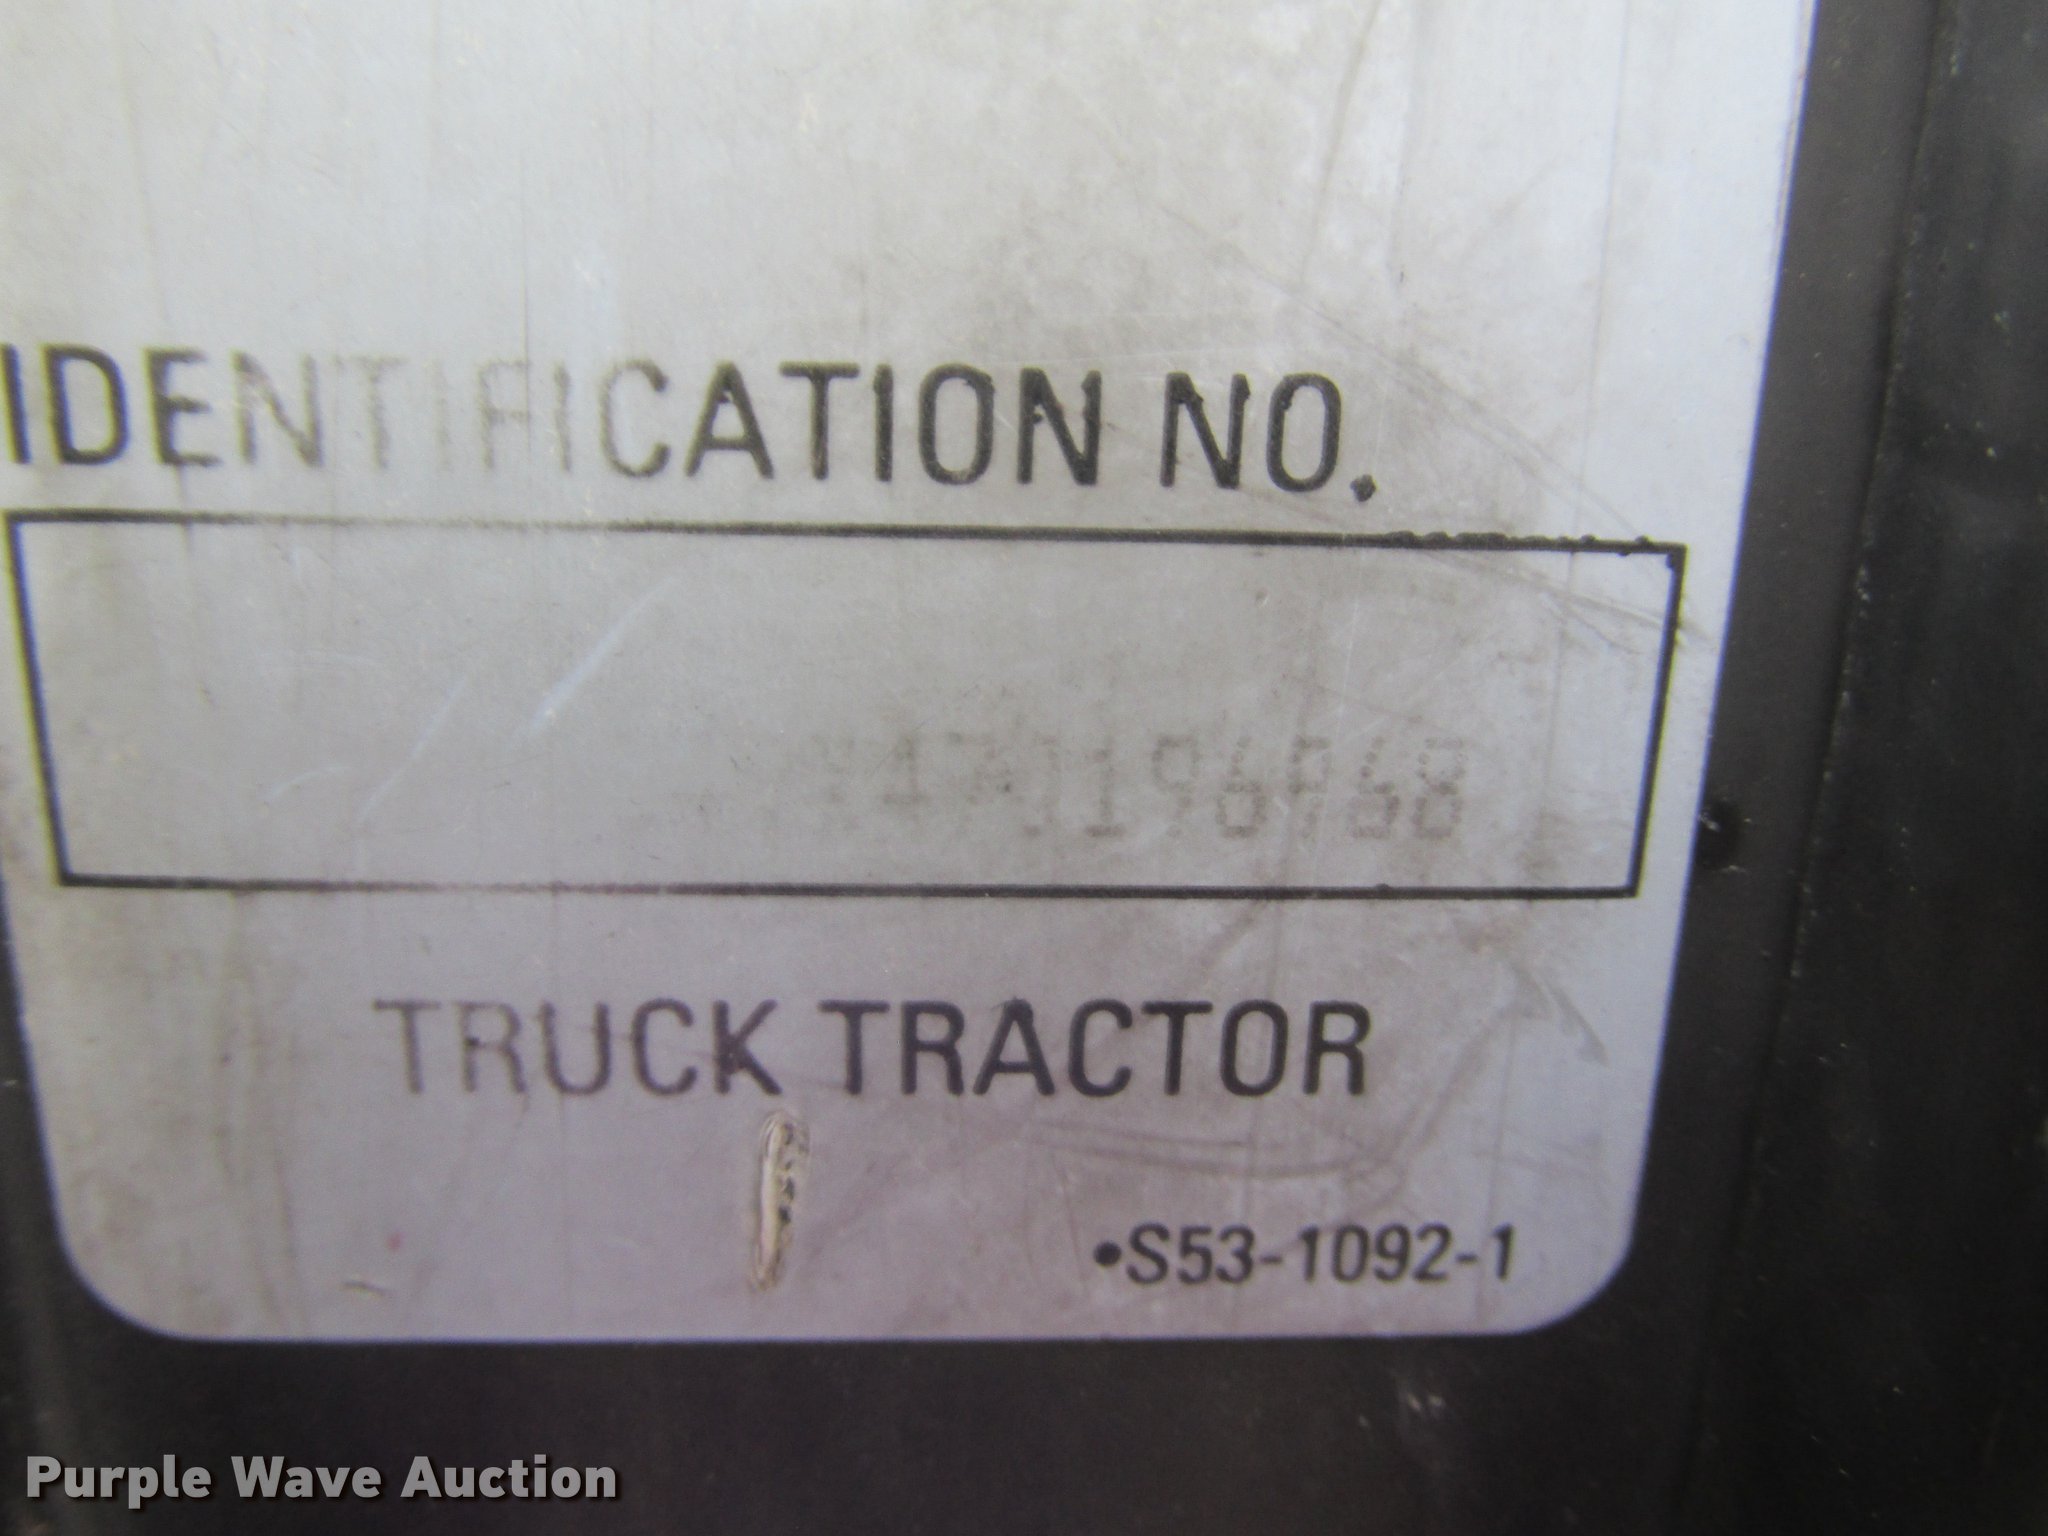 IDENTIFICATION NO.
TRUCK TRACTOR
•S53-1092-1
Purple Wave Auction